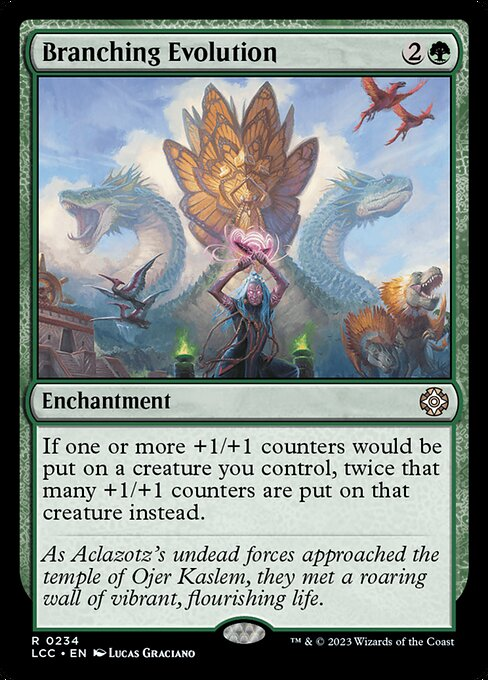 Branching Evolution 2
Enchantment
If one or more +1/+1 counters would be
put on a creature you control, twice that
many +1/+1 counters are put on that
creature instead.
As Aclazotz's undead forces approached the
temple of Ojer Kaslem, they met a roaring
wall of vibrant, flourishing life.
R 0234 ™ & © 2023 Wizards of the Coast
LCC • EN Lucas Graciano